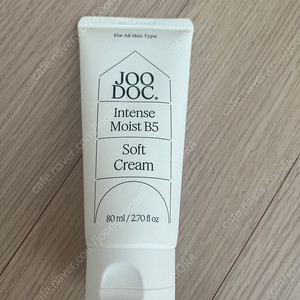 For All Skin Type
JOO
DOC.
Intense
Moist B5
Soft
Cream
80 ml / 2.70 fl oz